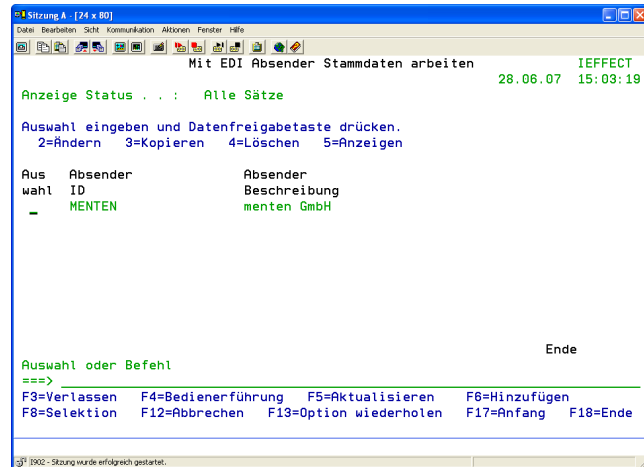 Sitzung A - [24 x 80]
Datei Bearbeiten Sicht Kommunikation Aktionen Fenster Hilfe
Mit EDI Absender Stammdaten arbeiten IEFFECT
28.06.07 15:03:19
Anzeige Status . . : Alle Sätze
Auswahl eingeben und Datenfreigabetaste drücken.
2=Ändern 3=Kopieren 4=Löschen 5=Anzeigen
Aus Absender Absender
wahl ID Beschreibung
_ MENTEN menten GmbH
Ende
Auswahl oder Befehl
===>
F3=Verlassen F4=Bedienerführung F5=Aktualisieren F6=Hinzufügen
F8=Selektion F12=Abbrechen F13=Option wiederholen F17=Anfang F18=Ende
I902 - Sitzung wurde erfolgreich gestartet.